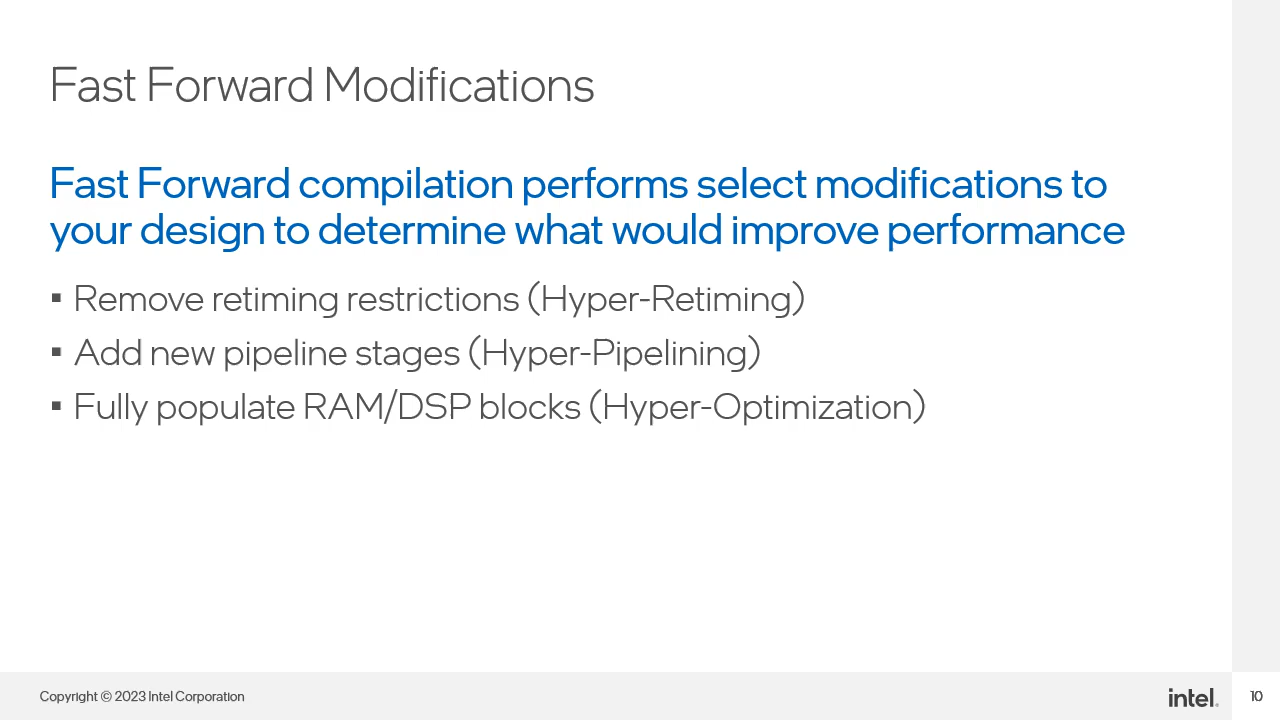 Fast Forward Modifications
Fast Forward compilation performs select modifications to
your design to determine what would improve performance
▪ Remove retiming restrictions (Hyper-Retiming)
▪ Add new pipeline stages (Hyper-Pipelining)
▪ Fully populate RAM/DSP blocks (Hyper-Optimization)
Copyright © 2023 Intel Corporation
intel.
10